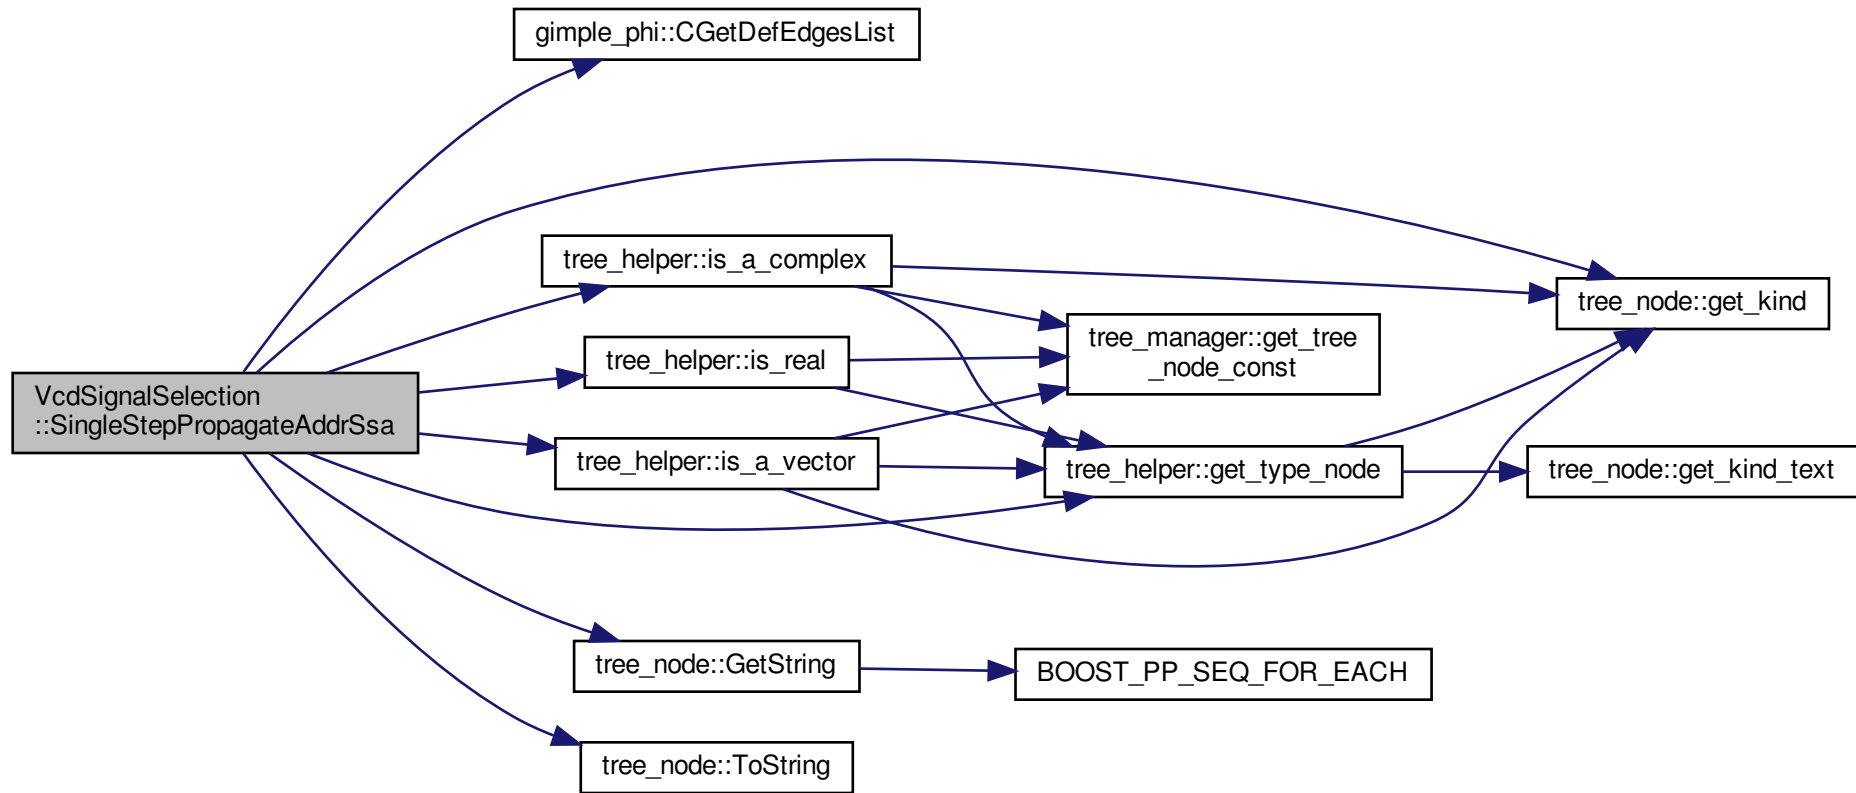 gimple_phi::CGetDefEdgesList
tree_helper::is_a_complex
tree_node::get_kind
tree_manager::get_tree
_node_const
tree_helper::is_real
VcdSignalSelection
::SingleStepPropagateAddrSsa
tree_helper::is_a_vector
tree_helper::get_type_node
tree_node::get_kind_text
tree_node::GetString
BOOST_PP_SEQ_FOR_EACH
tree_node::ToString